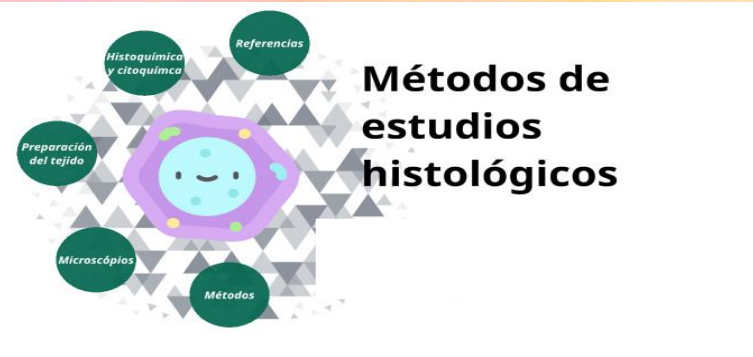 Referencias
Histoquímica
y citoquímca
Métodos de
estudios
histológicos
Preparación
del tejido
Microscópios
Métodos